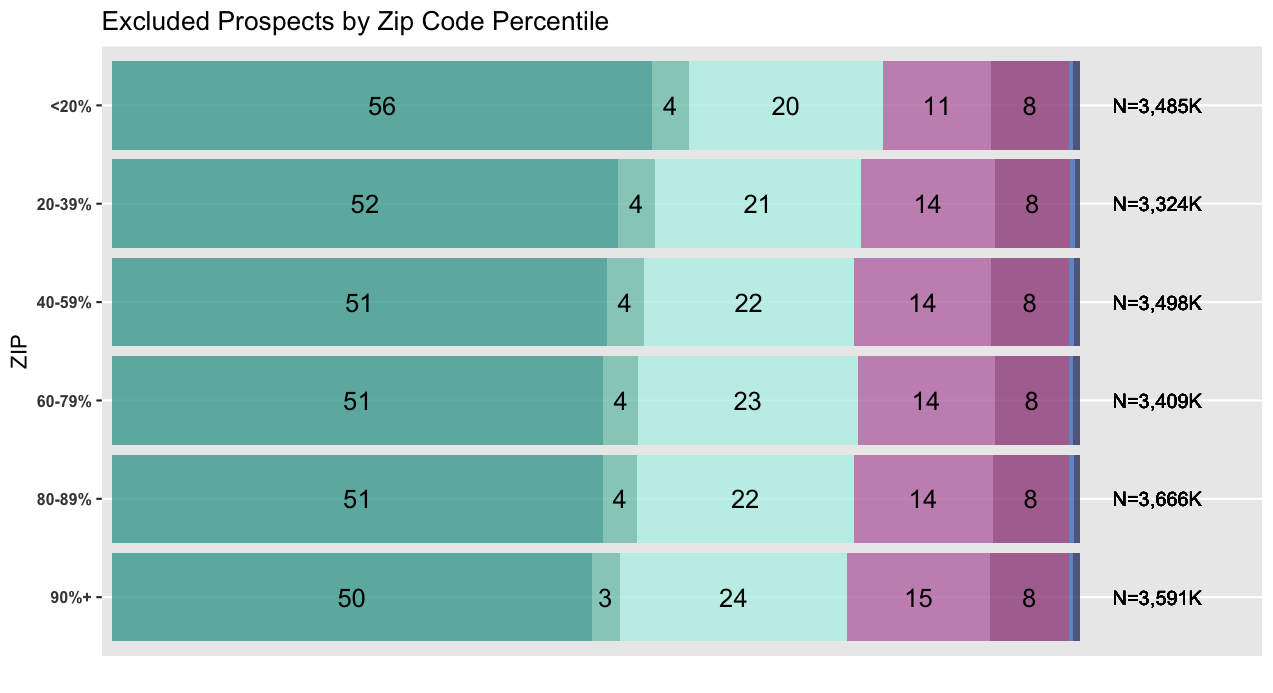 Excluded Prospects by Zip Code Percentile
<20% 56 4 20 11 8 N=3,485K
20-39% 52 4 21 14 8 N=3,324K
40-59% 51 4 22 14 8 N=3,498K
ZIP
60-79% 51 4 23 14 8 N=3,409K
80-89% 51 4 22 14 8 N=3,666K
90%+ 50 3 24 15 8 N=3,591K